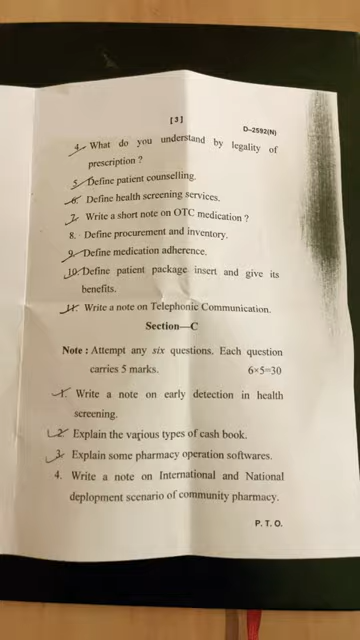 [ 3 ]
D–2592(N)
4. What do you understand by legality of
prescription ?
5. Define patient counselling.
6. Define health screening services.
7. Write a short note on OTC medication ?
8. Define procurement and inventory.
9. Define medication adherence.
10. Define patient package insert and give its
benefits.
11. Write a note on Telephonic Communication.
Section—C
Note : Attempt any six questions. Each question
carries 5 marks. 6×5=30
1. Write a note on early detection in health
screening.
2. Explain the various types of cash book.
3. Explain some pharmacy operation softwares.
4. Write a note on International and National
deplopment scenario of community pharmacy.
P. T. O.